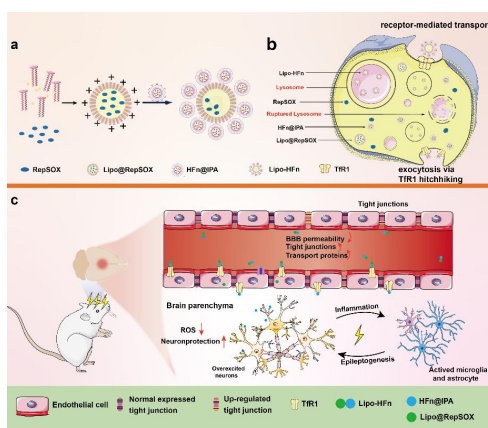 receptor-mediated transport
a
b
Lipo-HFn
Lysosome
RepSOX
Ruptured Lysosome
HFn@IPA
Lipo@RepSOX
exocytosis via
TfR1 hitchhiking
RepSOX
Lipo@RepSOX
HFn@IPA
Lipo-HFn
TfR1
c
Tight junctions
BBB permeability
Tight junctions
Transport proteins
Brain parenchyma
ROS
Neuroprotection
Overexcited
neurons
Inflammation
Epileptogenesis
Actived microglia
and astrocyte
Endothelial cell
Normal expressed
tight junction
Up-regulated
tight junction
TfR1
Lipo-HFn
HFn@IPA
Lipo@RepSOX